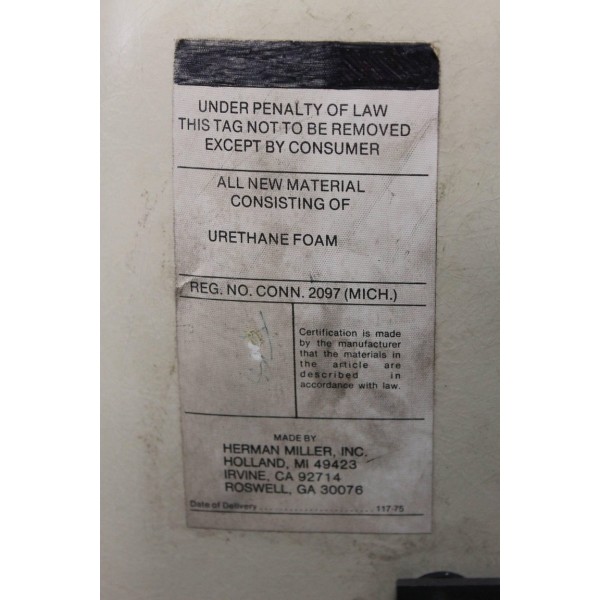 UNDER PENALTY OF LAW
THIS TAG NOT TO BE REMOVED
EXCEPT BY CONSUMER
ALL NEW MATERIAL
CONSISTING OF
URETHANE FOAM
REG. NO. CONN. 2097 (MICH.)
Certification is made
by the manufacturer
that the materials in
the article are
described in
accordance with law.
MADE BY
HERMAN MILLER, INC.
HOLLAND, MI 49423
IRVINE, CA 92714
ROSWELL, GA 30076
Date of Delivery ...................... 117-75